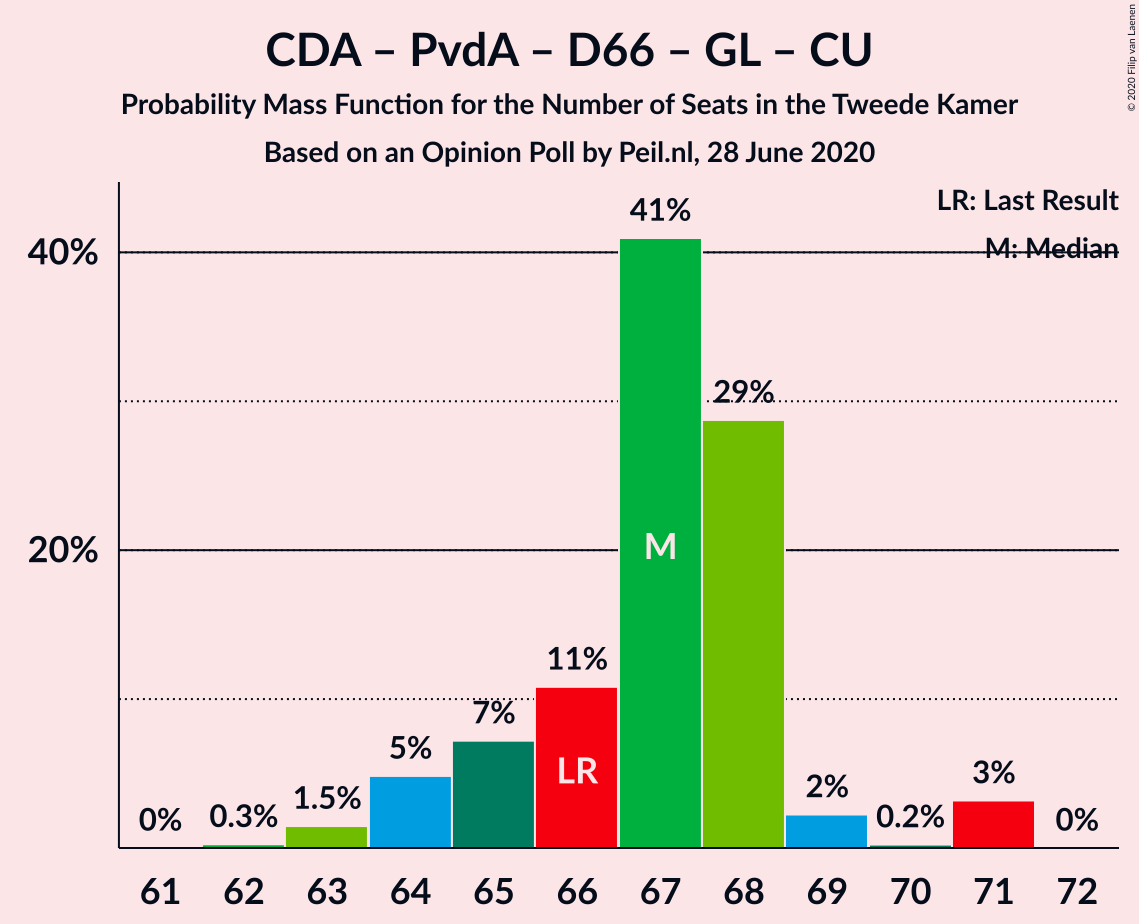 CDA – PvdA – D66 – GL – CU
Probability Mass Function for the Number of Seats in the Tweede Kamer
Based on an Opinion Poll by Peil.nl, 28 June 2020
© 2020 Filip van Laenen
LR: Last Result
M: Median
41%
40%
29%
20%
M
11%
7%
5%
LR
3%
2%
1.5%
0%
0.3%
0.2%
0%
61 62 63 64 65 66 67 68 69 70 71 72